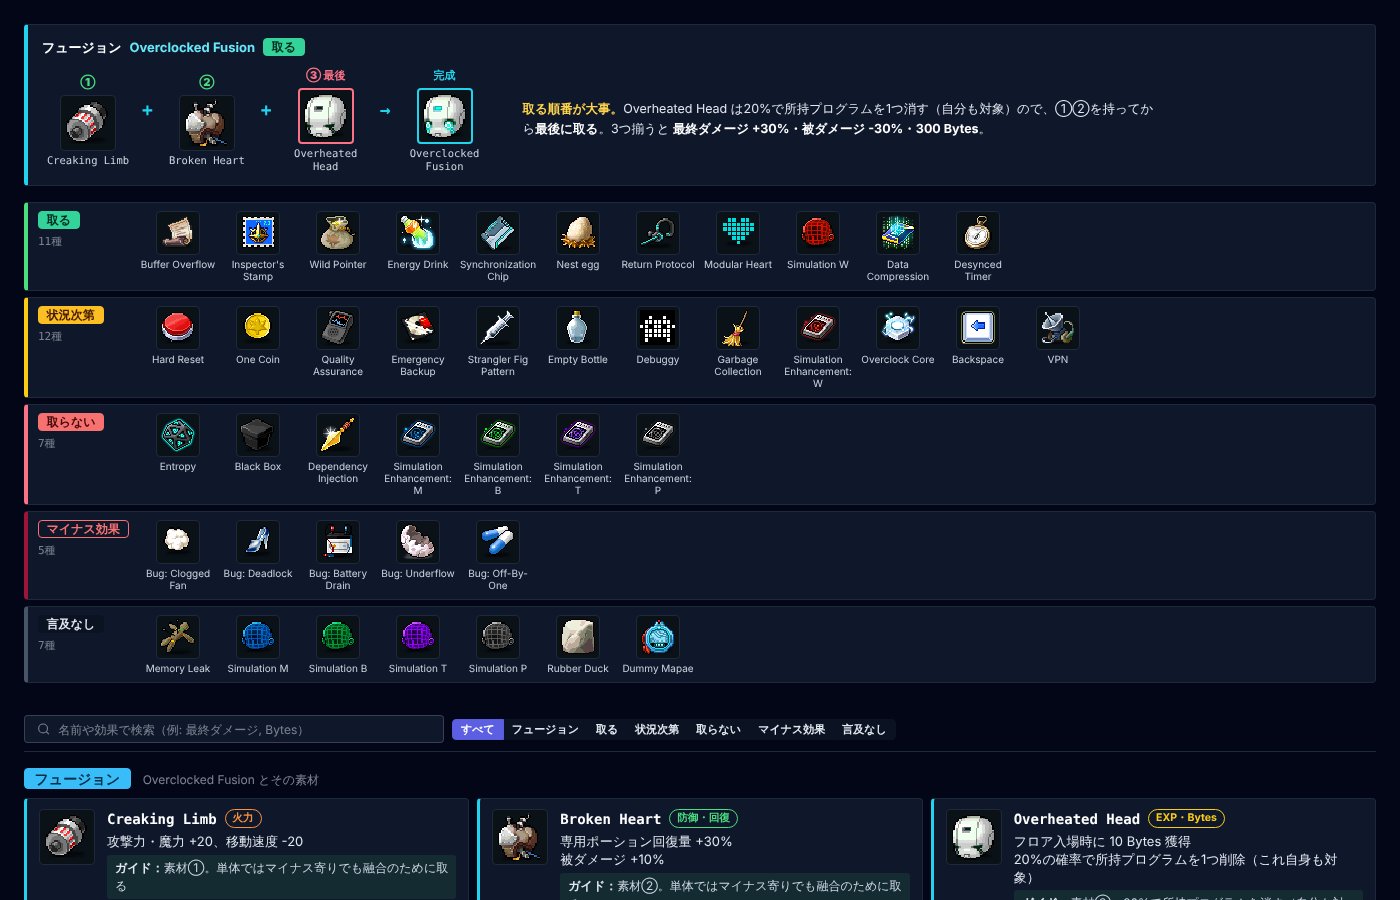 フュージョン Overclocked Fusion 取る
① ② ③ 最後 完成
+ + →
Creaking Limb Broken Heart Overheated Head Overclocked Fusion
取る順番が大事。Overheated Head は20%で所持プログラムを1つ消す（自分も対象）ので、①②を持ってか
ら最後に取る。3つ揃うと 最終ダメージ +30%・被ダメージ -30%・300 Bytes。
取る
11種
Buffer Overflow
Inspector's
Stamp
Wild Pointer
Energy Drink
Synchronization
Chip
Nest egg
Return Protocol
Modular Heart
Simulation W
Data
Compression
Desynced
Timer
状況次第
12種
Hard Reset
One Coin
Quality
Assurance
Emergency
Backup
Strangler Fig
Pattern
Empty Bottle
Debuggy
Garbage
Collection
Simulation
Enhancement:
W
Overclock Core
Backspace
VPN
取らない
7種
Entropy
Black Box
Dependency
Injection
Simulation
Enhancement:
M
Simulation
Enhancement:
B
Simulation
Enhancement:
T
Simulation
Enhancement:
P
マイナス効果
5種
Bug: Clogged
Fan
Bug: Deadlock
Bug: Battery
Drain
Bug: Underflow
Bug: Off-By-
One
言及なし
7種
Memory Leak
Simulation M
Simulation B
Simulation T
Simulation P
Rubber Duck
Dummy Mapae
名前や効果で検索（例: 最終ダメージ, Bytes）
すべて フュージョン 取る 状況次第 取らない マイナス効果 言及なし
フュージョン Overclocked Fusion とその素材
Creaking Limb 火力
攻撃力・魔力 +20、移動速度 -20
ガイド：素材①。単体ではマイナス寄りでも融合のために取
る
Broken Heart 防御・回復
専用ポーション回復量 +30%
被ダメージ +10%
ガイド：素材②。単体ではマイナス寄りでも融合のために取
Overheated Head EXP・Bytes
フロア入場時に 10 Bytes 獲得
20%の確率で所持プログラムを1つ削除（これ自身も対
象）